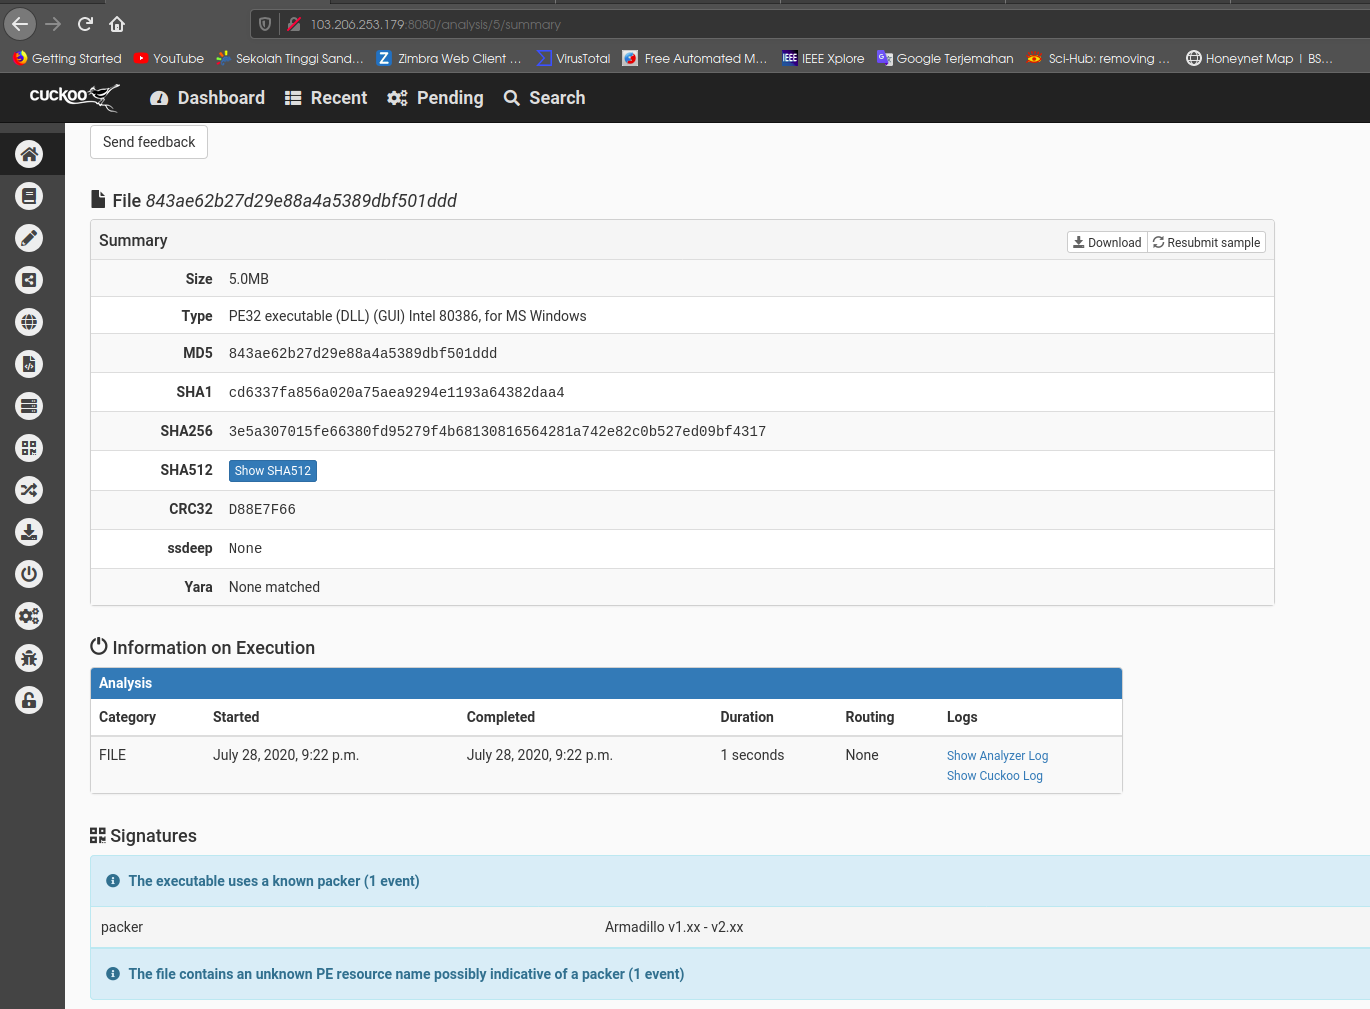 103.206.253.179:8080/analysis/5/summary
Getting Started YouTube Sekolah Tinggi Sand... Zimbra Web Client ... VirusTotal Free Automated M... IEEE IEEE Xplore Google Terjemahan Sci-Hub: removing ... Honeynet Map | BS...
cuckoo Dashboard Recent Pending Search
Send feedback
File 843ae62b27d29e88a4a5389dbf501ddd
Summary Download Resubmit sample
Size 5.0MB
Type PE32 executable (DLL) (GUI) Intel 80386, for MS Windows
MD5 843ae62b27d29e88a4a5389dbf501ddd
SHA1 cd6337fa856a020a75aea9294e1193a64382daa4
SHA256 3e5a307015fe66380fd95279f4b68130816564281a742e82c0b527ed09bf4317
SHA512 Show SHA512
CRC32 D88E7F66
ssdeep None
Yara None matched
Information on Execution
Analysis
Category Started Completed Duration Routing Logs
FILE July 28, 2020, 9:22 p.m. July 28, 2020, 9:22 p.m. 1 seconds None Show Analyzer Log
Show Cuckoo Log
Signatures
The executable uses a known packer (1 event)
packer Armadillo v1.xx - v2.xx
The file contains an unknown PE resource name possibly indicative of a packer (1 event)